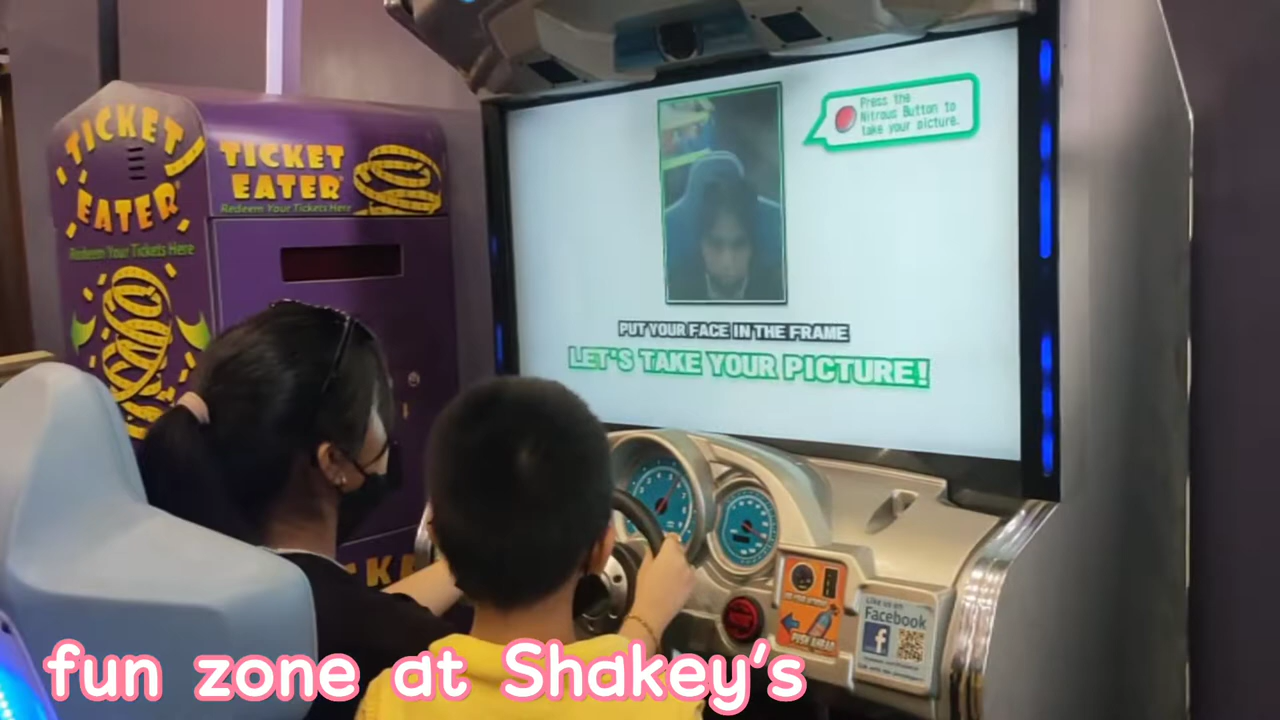 TICKET
EATER
Redeem Your Tickets Here
TICKET
EATER
Redeem Your Tickets Here
Press the
Nitrous Button to
take your picture.
PUT YOUR FACE IN THE FRAME
LET'S TAKE YOUR PICTURE!
Like us on
Facebook
f
fun zone at Shakey's